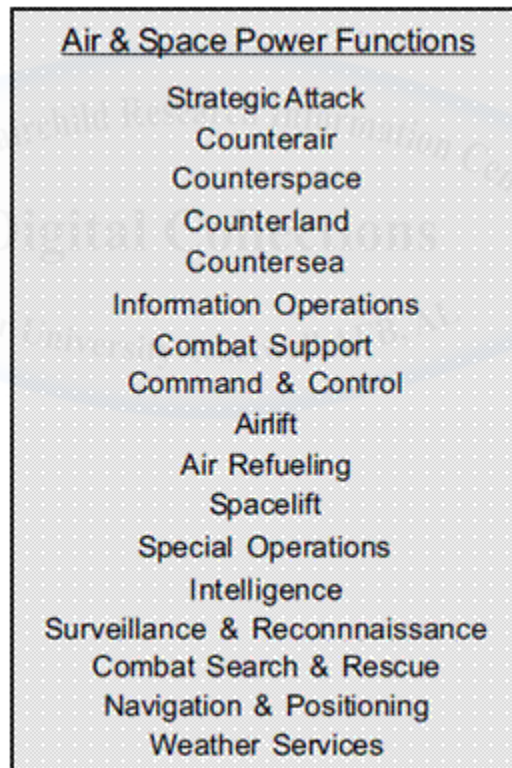 Air & Space Power Functions
Strategic Attack
Counterair
Counterspace
Counterland
Countersea
Information Operations
Combat Support
Command & Control
Airlift
Air Refueling
Spacelift
Special Operations
Intelligence
Surveillance & Reconnnaissance
Combat Search & Rescue
Navigation & Positioning
Weather Services